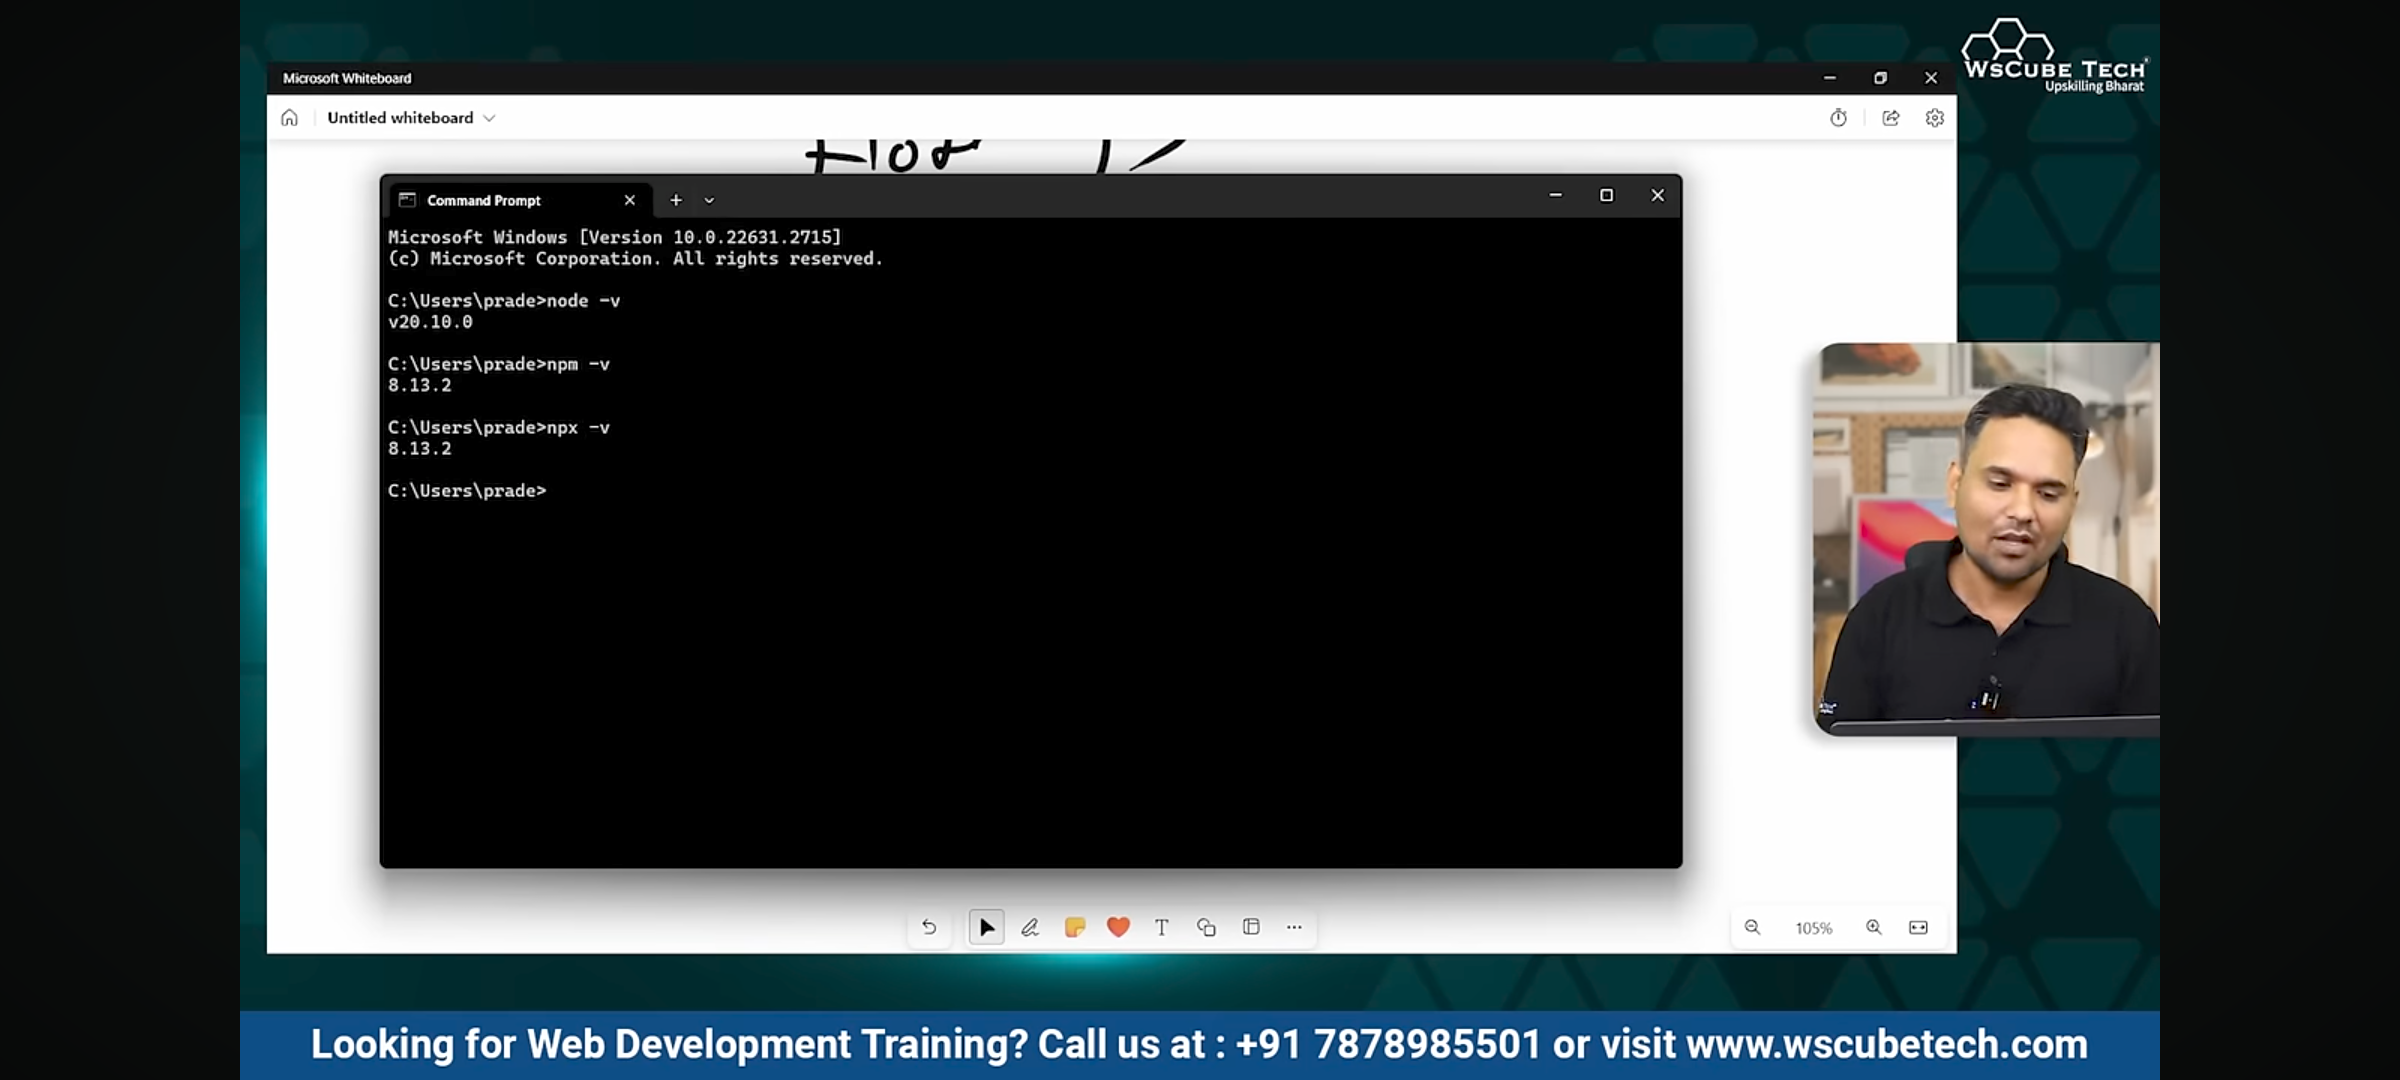 WsCube Tech
Upskilling Bharat
Microsoft Whiteboard
Untitled whiteboard
Command Prompt
Microsoft Windows [Version 10.0.22631.2715]
(c) Microsoft Corporation. All rights reserved.
C:\Users\prade>node -v
v20.10.0
C:\Users\prade>npm -v
8.13.2
C:\Users\prade>npx -v
8.13.2
C:\Users\prade>
105%
Looking for Web Development Training? Call us at : +91 7878985501 or visit www.wscubetech.com